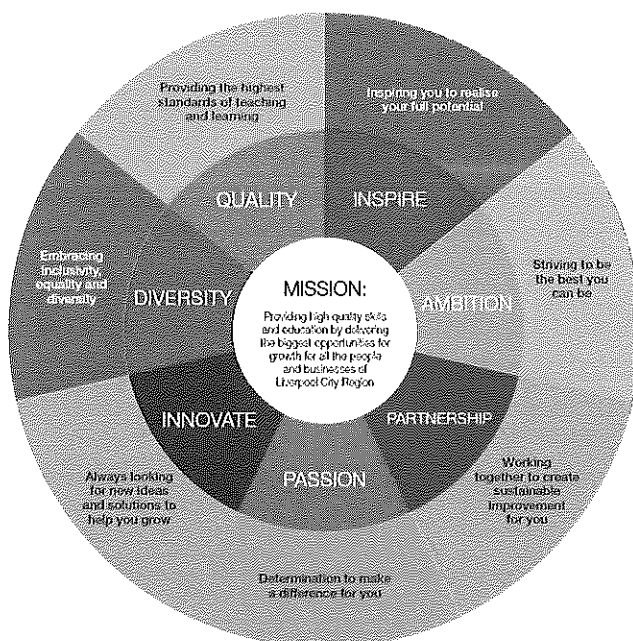 Providing the highest
standards of teaching
and learning
Inspiring you to realise
your full potential
QUALITY
INSPIRE
Embracing
inclusivity,
equality and
diversity
DIVERSITY
MISSION:
Providing high quality skills
and education by delivering
the biggest opportunities for
growth for all the people
and businesses of
Liverpool City Region
AMBITION
Striving to be
the best you
can be
INNOVATE
PARTNERSHIP
PASSION
Always looking
for new ideas
and solutions to
help you grow
Working
together to create
sustainable
improvement
for you
Determination to make
a difference for you